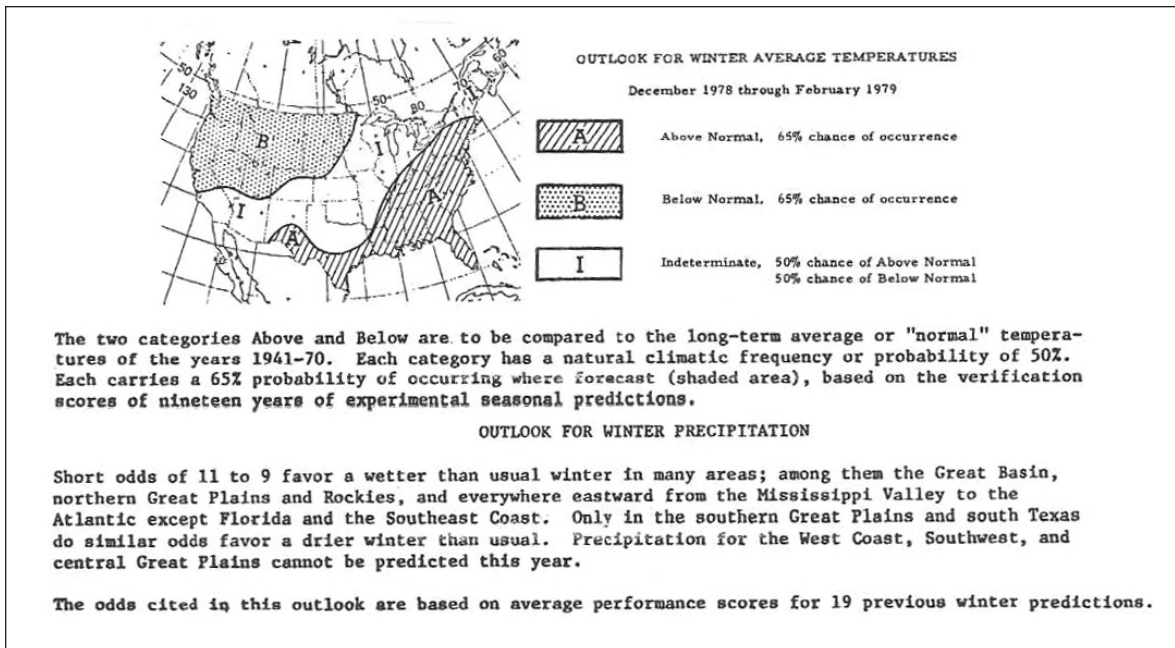 OUTLOOK FOR WINTER AVERAGE TEMPERATURES
December 1978 through February 1979
50
130
50
80
70
60
B
I
A
I
A
30
A
Above Normal, 65% chance of occurrence
B
Below Normal, 65% chance of occurrence
I
Indeterminate, 50% chance of Above Normal
50% chance of Below Normal
The two categories Above and Below are to be compared to the long-term average or "normal" tempera-
tures of the years 1941-70. Each category has a natural climatic frequency or probability of 50%.
Each carries a 65% probability of occurring where forecast (shaded area), based on the verification
scores of nineteen years of experimental seasonal predictions.
OUTLOOK FOR WINTER PRECIPITATION
Short odds of 11 to 9 favor a wetter than usual winter in many areas; among them the Great Basin,
northern Great Plains and Rockies, and everywhere eastward from the Mississippi Valley to the
Atlantic except Florida and the Southeast Coast. Only in the southern Great Plains and south Texas
do similar odds favor a drier winter than usual. Precipitation for the West Coast, Southwest, and
central Great Plains cannot be predicted this year.
The odds cited in this outlook are based on average performance scores for 19 previous winter predictions.